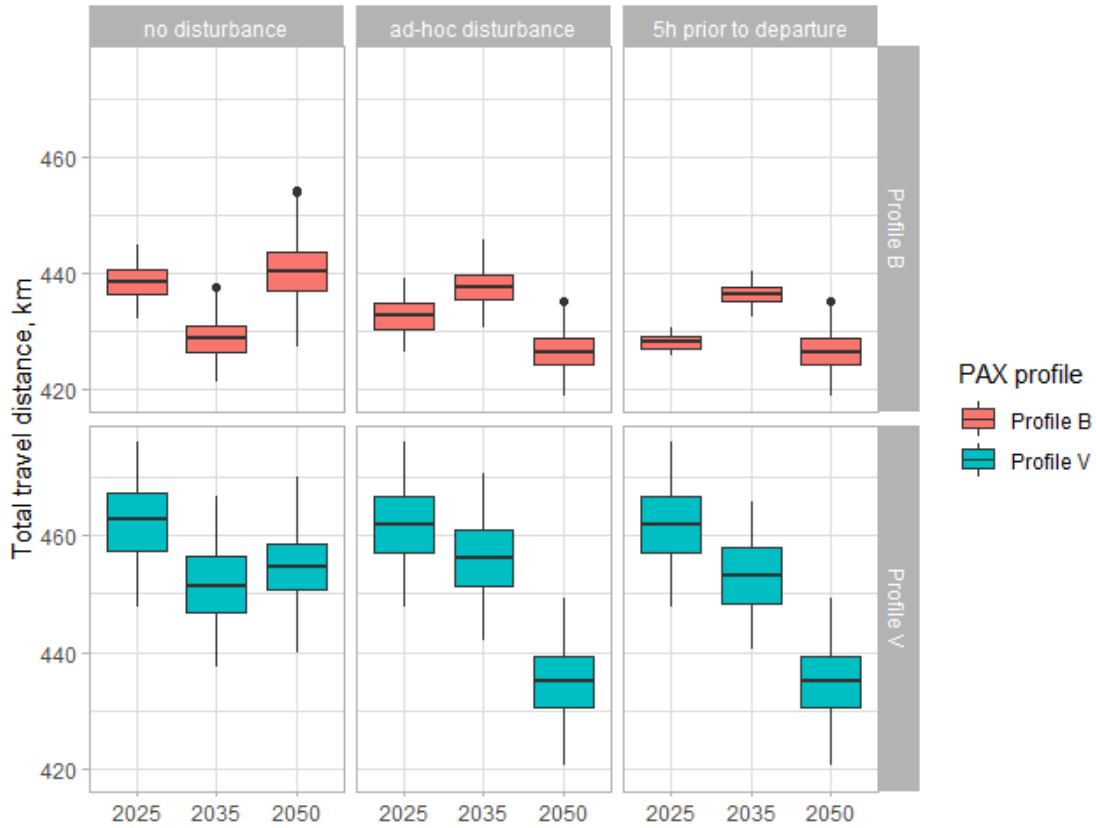 no disturbance
ad-hoc disturbance
5h prior to departure
Total travel distance, km
460
440
420
Profile B
460
440
420
Profile V
2025 2035 2050
2025 2035 2050
2025 2035 2050
PAX profile
Profile B
Profile V